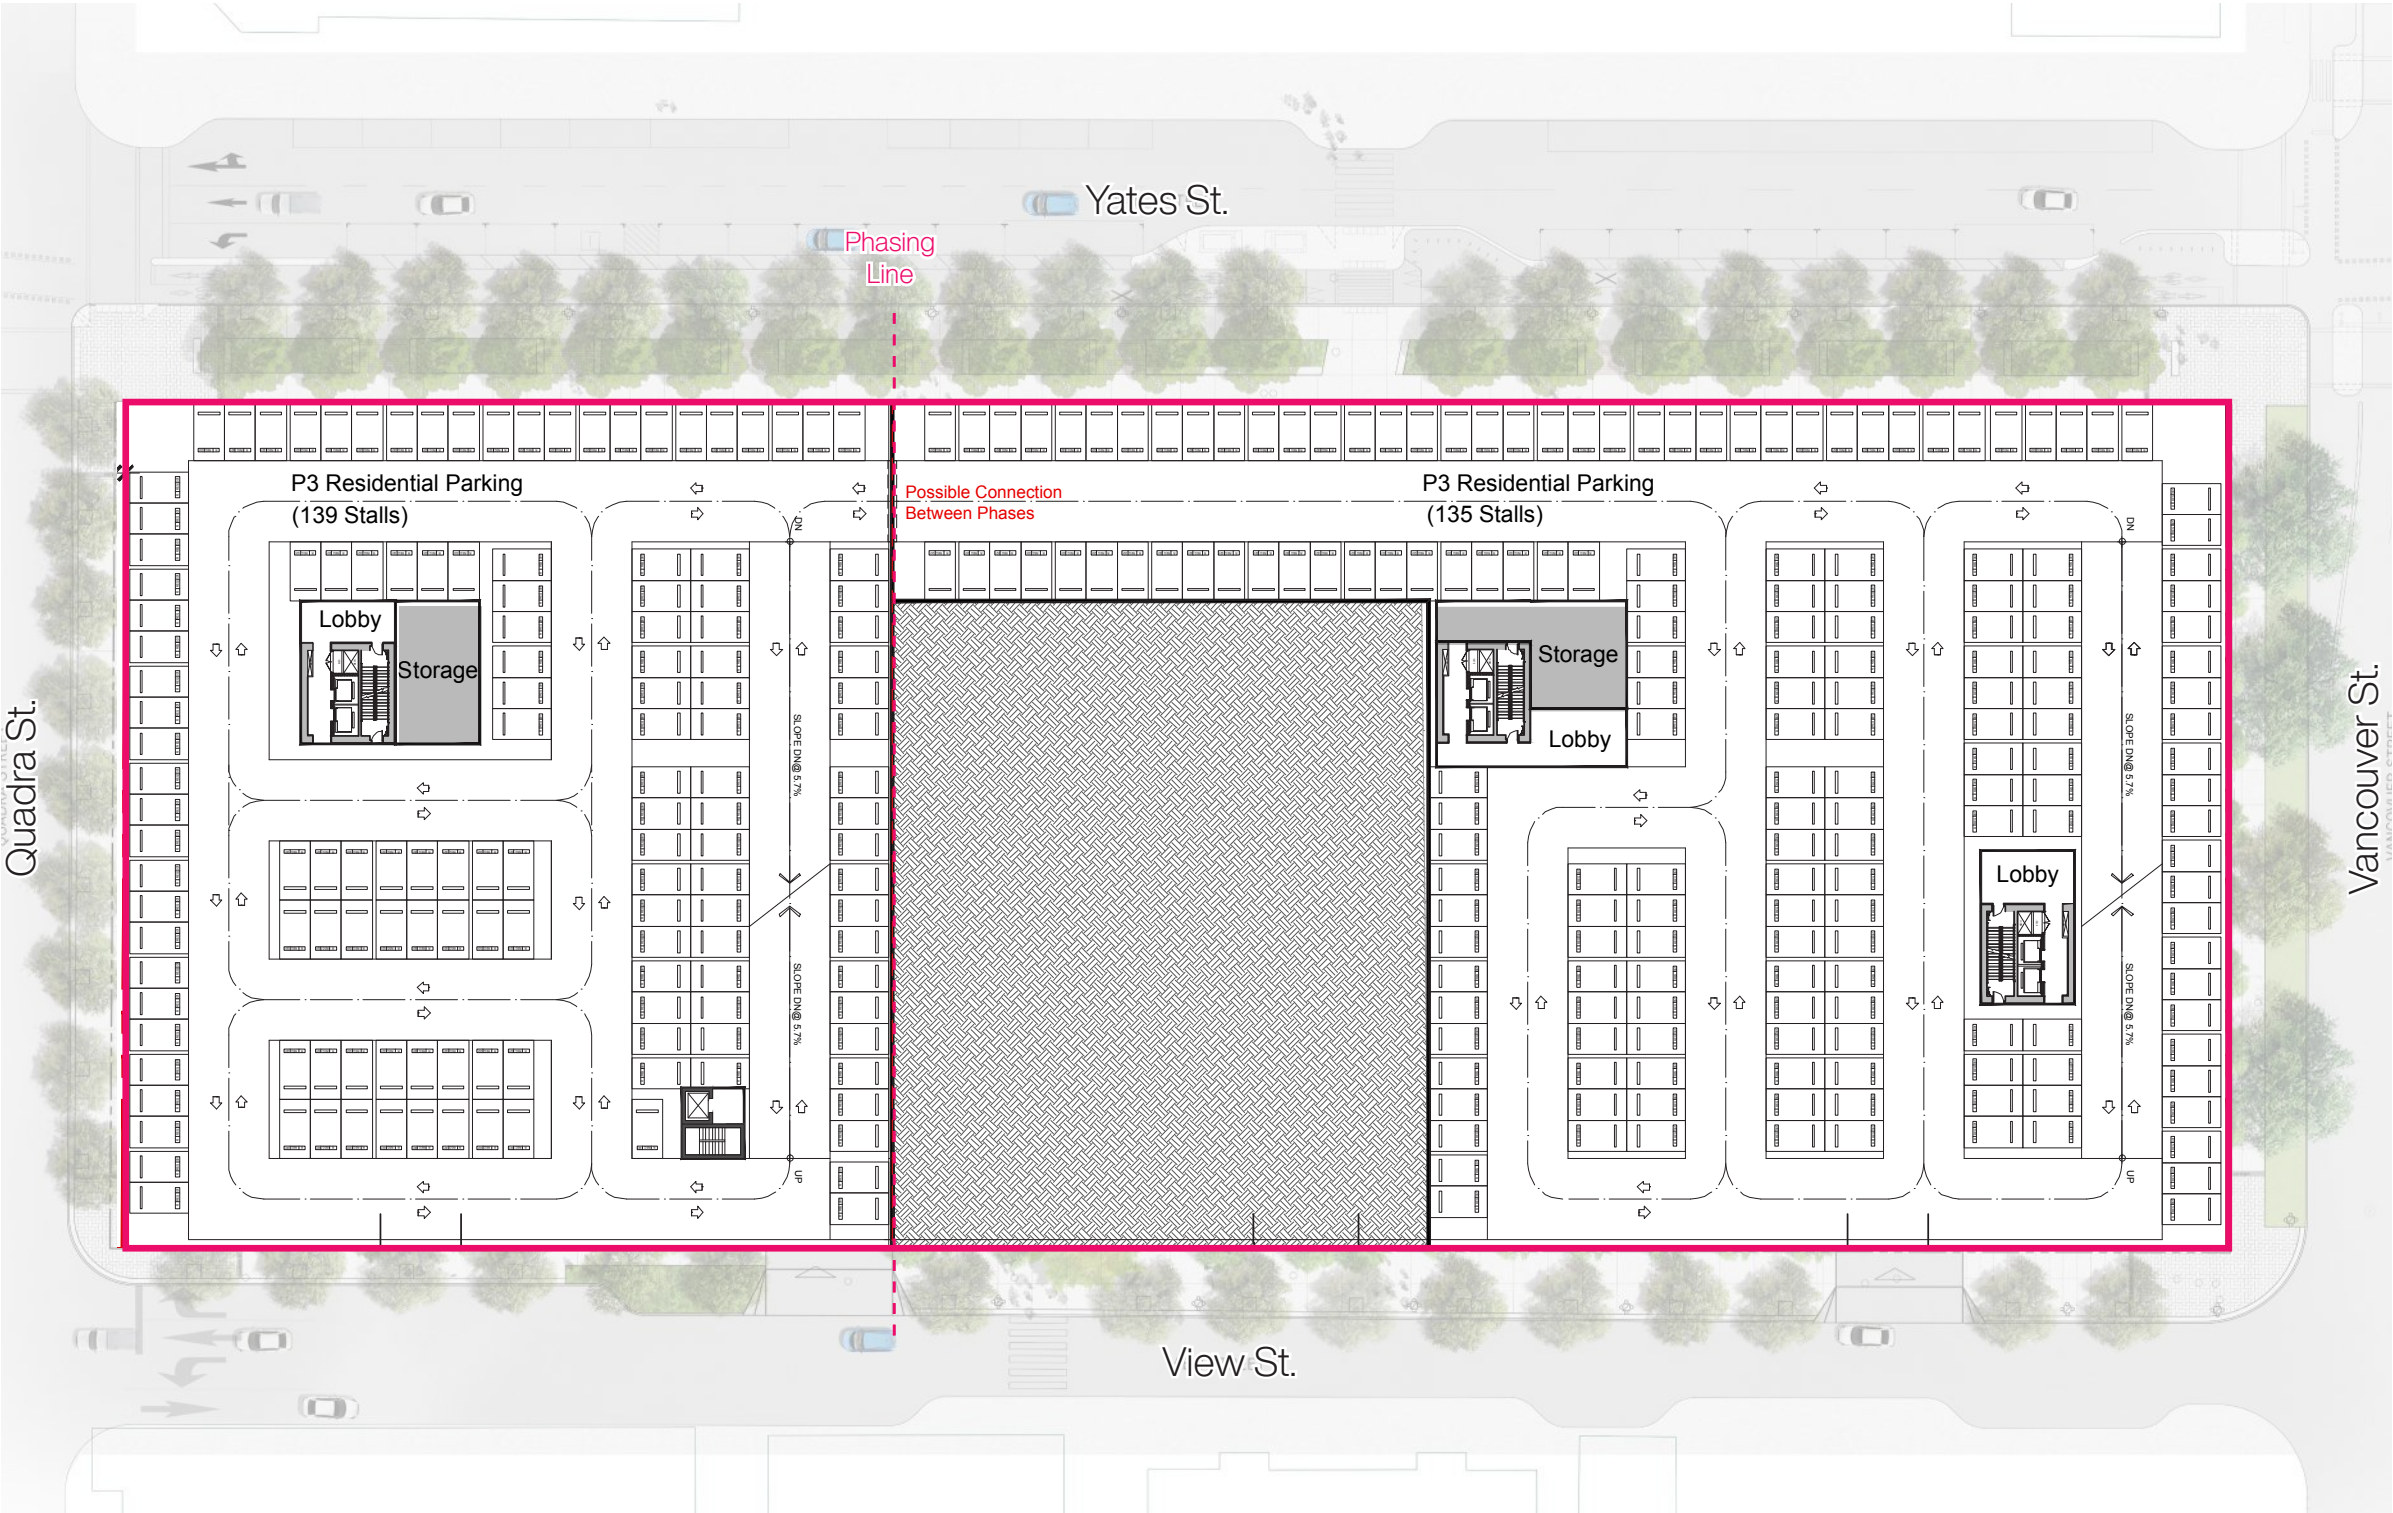 Yates St.
Phasing
Line
P3 Residential Parking
(139 Stalls)
Possible Connection
Between Phases
P3 Residential Parking
(135 Stalls)
DN
DN
Lobby
Storage
Storage
Lobby
Lobby
SLOPE DN@ 5.7%
SLOPE DN@ 5.7%
SLOPE DN@ 5.7%
SLOPE DN@ 5.7%
UP
UP
Quadra St.
Vancouver St.
VANCOUVER STREET
View St.